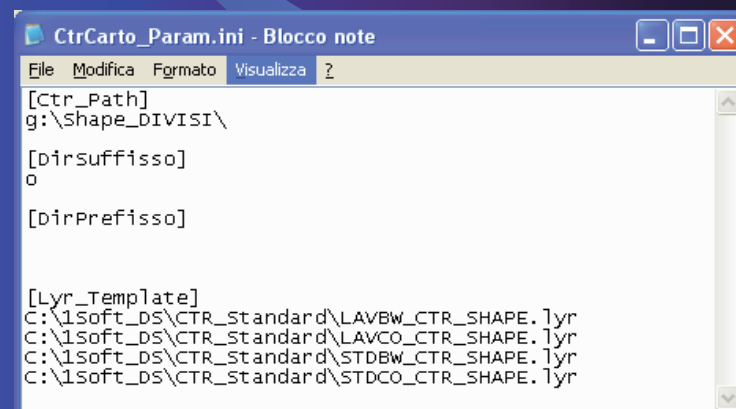 CtrCarto_Param.ini - Blocco note
File Modifica Formato Visualizza ?
[Ctr_Path]
g:\Shape_DIVISI\
[DirSuffisso]
o
[DirPrefisso]
[Lyr_Template]
C:\1Soft_DS\CTR_Standard\LAVBW_CTR_SHAPE.lyr
C:\1Soft_DS\CTR_Standard\LAVCO_CTR_SHAPE.lyr
C:\1Soft_DS\CTR_Standard\STDBW_CTR_SHAPE.lyr
C:\1Soft_DS\CTR_Standard\STDCO_CTR_SHAPE.lyr